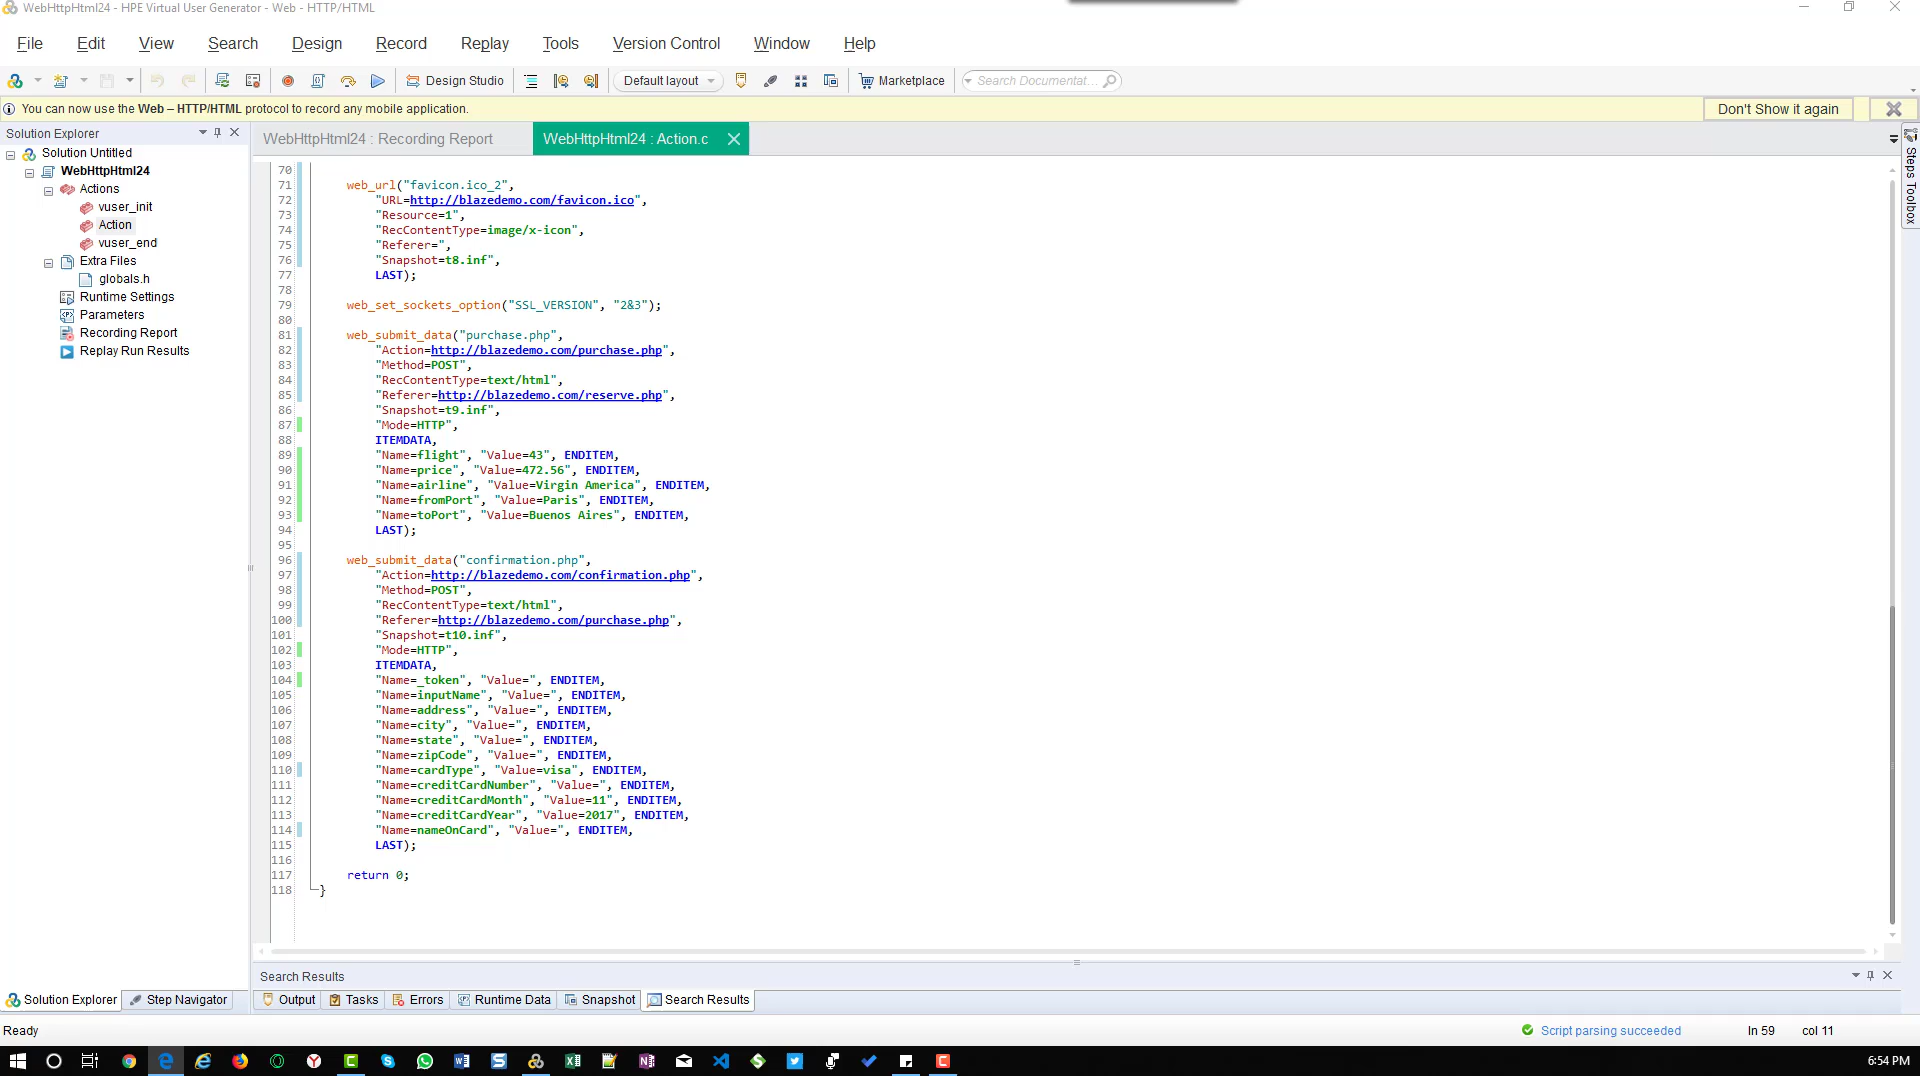 WebHttpHtml24 - HPE Virtual User Generator - Web - HTTP/HTML
File Edit View Search Design Record Replay Tools Version Control Window Help
Design Studio Default layout Marketplace Search Documentat...
You can now use the Web – HTTP/HTML protocol to record any mobile application. Don't Show it again
Solution Explorer
WebHttpHtml24 : Recording Report WebHttpHtml24 : Action.c
Steps Toolbox
Solution Untitled
WebHttpHtml24
Actions
vuser_init
Action
vuser_end
Extra Files
globals.h
Runtime Settings
Parameters
Recording Report
Replay Run Results
70
71 web_url("favicon.ico_2",
72 "URL=http://blazedemo.com/favicon.ico",
73 "Resource=1",
74 "RecContentType=image/x-icon",
75 "Referer=",
76 "Snapshot=t8.inf",
77 LAST);
78
79 web_set_sockets_option("SSL_VERSION", "2&3");
80
81 web_submit_data("purchase.php",
82 "Action=http://blazedemo.com/purchase.php",
83 "Method=POST",
84 "RecContentType=text/html",
85 "Referer=http://blazedemo.com/reserve.php",
86 "Snapshot=t9.inf",
87 "Mode=HTTP",
88 ITEMDATA,
89 "Name=flight", "Value=43", ENDITEM,
90 "Name=price", "Value=472.56", ENDITEM,
91 "Name=airline", "Value=Virgin America", ENDITEM,
92 "Name=fromPort", "Value=Paris", ENDITEM,
93 "Name=toPort", "Value=Buenos Aires", ENDITEM,
94 LAST);
95
96 web_submit_data("confirmation.php",
97 "Action=http://blazedemo.com/confirmation.php",
98 "Method=POST",
99 "RecContentType=text/html",
100 "Referer=http://blazedemo.com/purchase.php",
101 "Snapshot=t10.inf",
102 "Mode=HTTP",
103 ITEMDATA,
104 "Name=_token", "Value=", ENDITEM,
105 "Name=inputName", "Value=", ENDITEM,
106 "Name=address", "Value=", ENDITEM,
107 "Name=city", "Value=", ENDITEM,
108 "Name=state", "Value=", ENDITEM,
109 "Name=zipCode", "Value=", ENDITEM,
110 "Name=cardType", "Value=visa", ENDITEM,
111 "Name=creditCardNumber", "Value=", ENDITEM,
112 "Name=creditCardMonth", "Value=11", ENDITEM,
113 "Name=creditCardYear", "Value=2017", ENDITEM,
114 "Name=nameOnCard", "Value=", ENDITEM,
115 LAST);
116
117 return 0;
118 }
Search Results
Solution Explorer Step Navigator Output Tasks Errors Runtime Data Snapshot Search Results
Ready Script parsing succeeded ln 59 col 11
6:54 PM